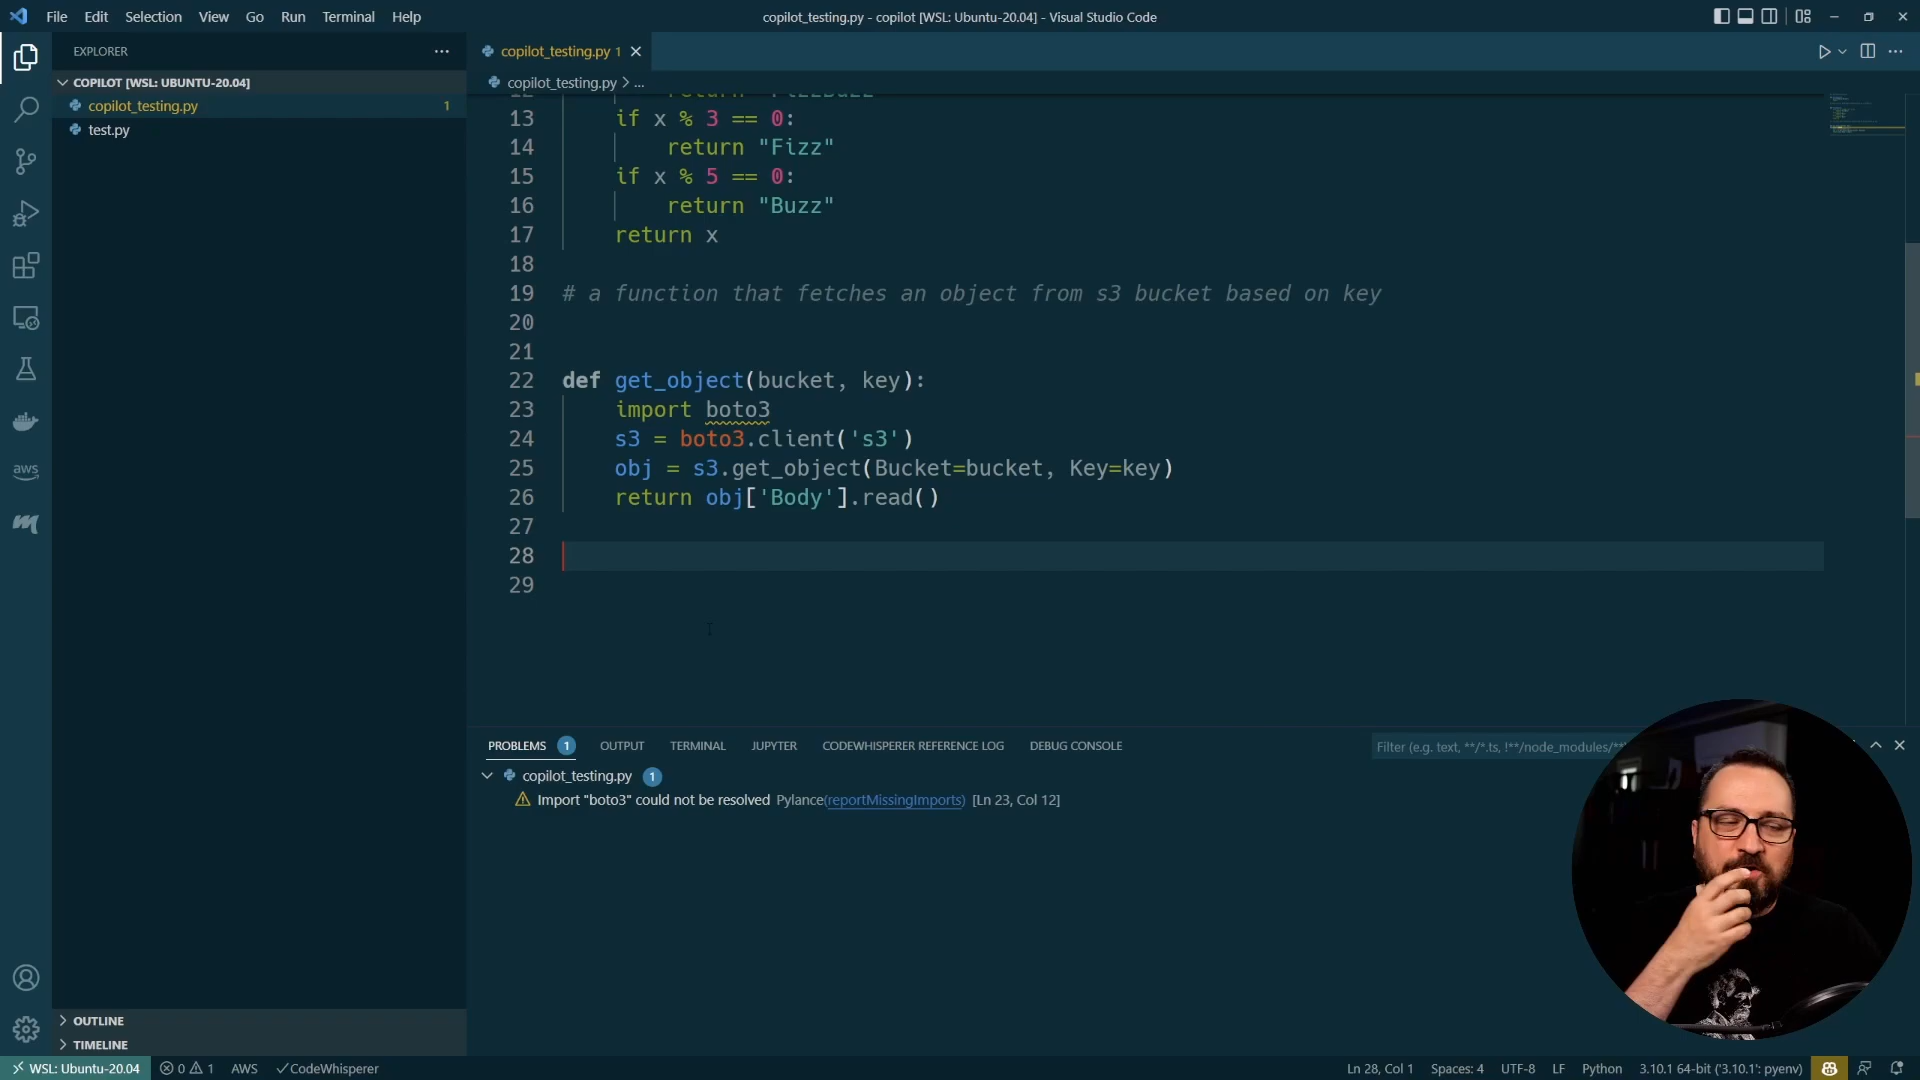 File Edit Selection View Go Run Terminal Help
copilot_testing.py - copilot [WSL: Ubuntu-20.04] - Visual Studio Code
EXPLORER
COPILOT [WSL: UBUNTU-20.04]
copilot_testing.py 1
test.py
OUTLINE
TIMELINE
aws
copilot_testing.py 1
copilot_testing.py > ...
13 if x % 3 == 0:
14 return "Fizz"
15 if x % 5 == 0:
16 return "Buzz"
17 return x
18
19 # a function that fetches an object from s3 bucket based on key
20
21
22 def get_object(bucket, key):
23 import boto3
24 s3 = boto3.client('s3')
25 obj = s3.get_object(Bucket=bucket, Key=key)
26 return obj['Body'].read()
27
28
29
PROBLEMS 1 OUTPUT TERMINAL JUPYTER CODEWHISPERER REFERENCE LOG DEBUG CONSOLE
Filter (e.g. text, **/*.ts, !**/node_modules/**
copilot_testing.py 1
Import "boto3" could not be resolved Pylance(reportMissingImports) [Ln 23, Col 12]
WSL: Ubuntu-20.04 0 1 AWS CodeWhisperer
Ln 28, Col 1 Spaces: 4 UTF-8 LF Python 3.10.1 64-bit ('3.10.1': pyenv)